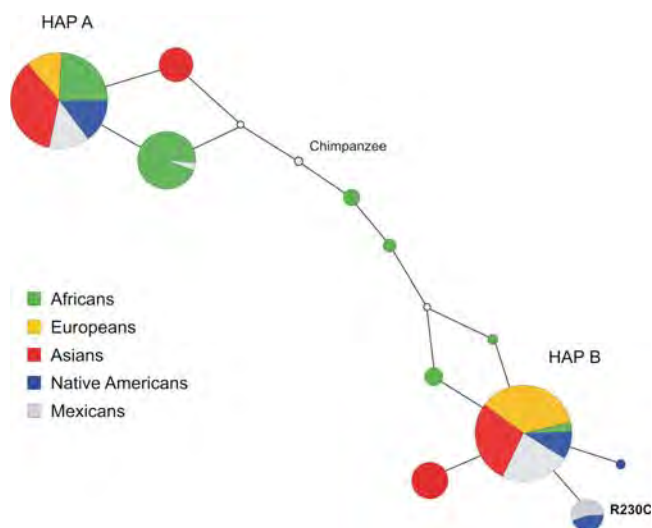 HAP A
Chimpanzee
Africans
Europeans
Asians
Native Americans
Mexicans
HAP B
R230C